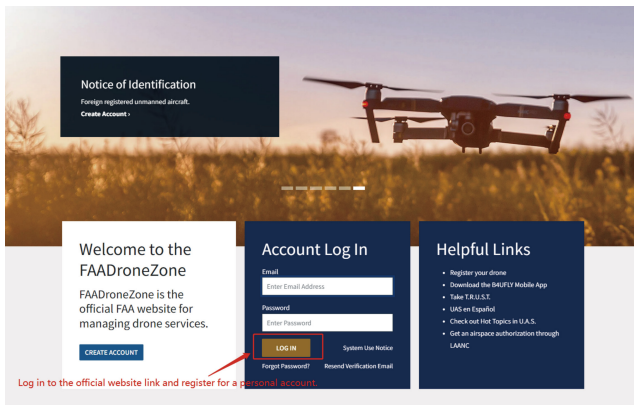 Notice of Identification
Foreign registered unmanned aircraft.
Create Account ›
Welcome to the
FAADroneZone
FAADroneZone is the
official FAA website for
managing drone services.
CREATE ACCOUNT
Account Log In
Email
Enter Email Address
Password
Enter Password
LOG IN
System Use Notice
Forgot Password?
Resend Verification Email
Helpful Links
• Register your drone
• Download the B4UFLY Mobile App
• Take T.R.U.S.T.
• UAS en Español
• Check out Hot Topics in U.A.S.
• Get an airspace authorization through
LAANC
Log in to the official website link and register for a personal account.